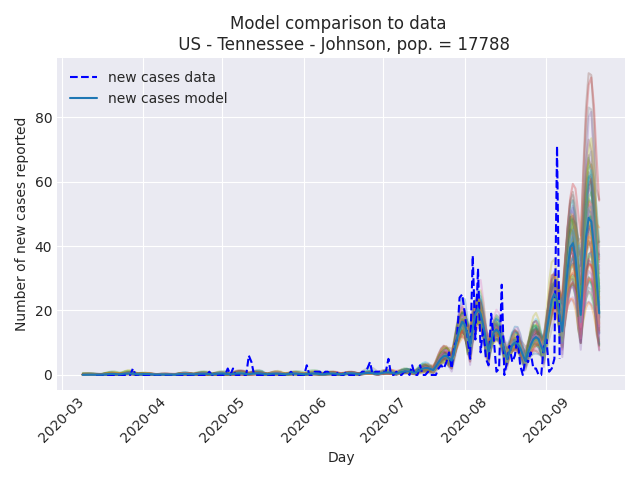 Model comparison to data
US - Tennessee - Johnson, pop. = 17788
new cases data
new cases model
Number of new cases reported
80
60
40
20
0
2020-03
2020-04
2020-05
2020-06
2020-07
2020-08
2020-09
Day